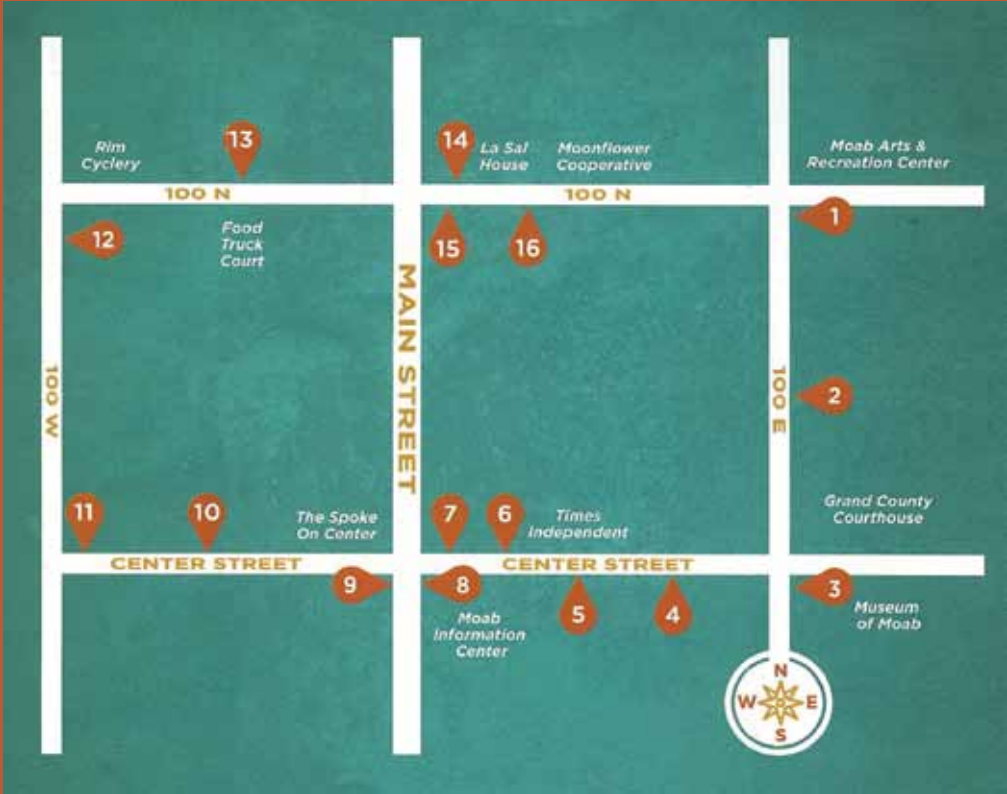 13
14
Rim
Cyclery
La Sal
House
Moonflower
Cooperative
Moab Arts &
Recreation Center
100 N
100 N
1
12
Food
Truck
Court
15
16
MAIN STREET
100 W
100 E
2
11
10
The Spoke
On Center
7
6
Times
Independent
Grand County
Courthouse
CENTER STREET
CENTER STREET
9
8
5
4
3
Moab
Information
Center
Museum
of Moab
N
W
E
S